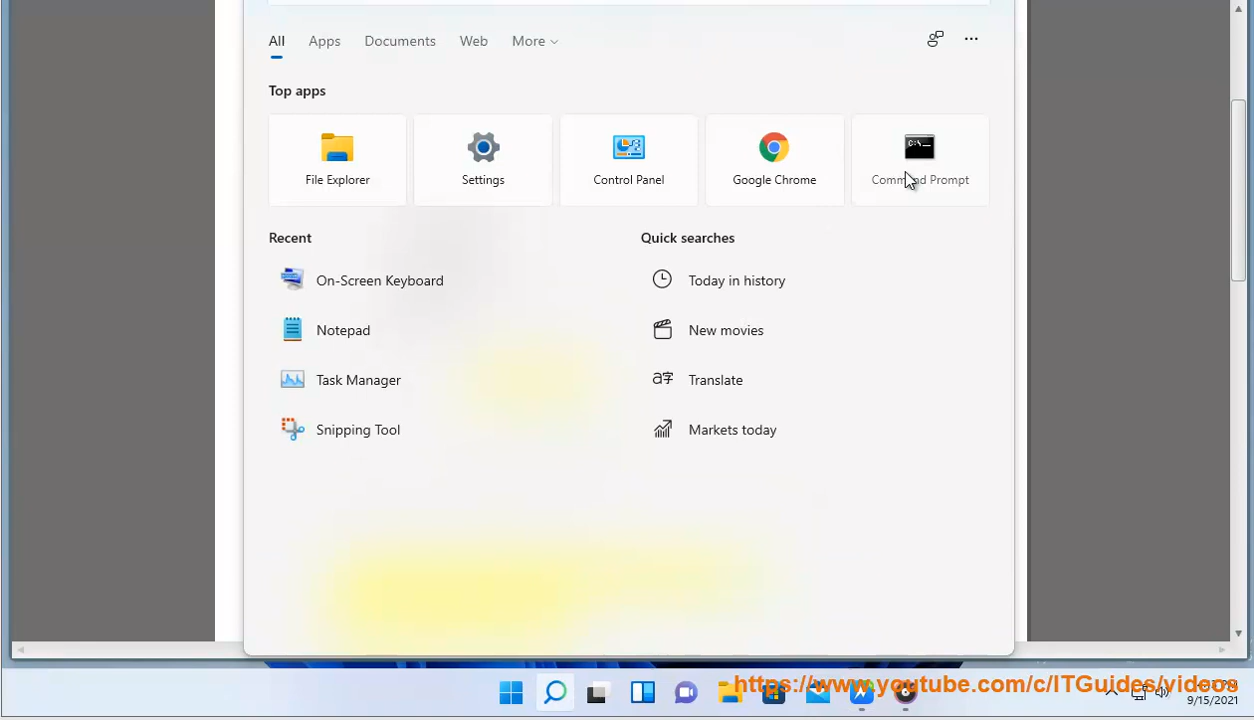 All Apps Documents Web More
Top apps
File Explorer Settings Control Panel Google Chrome Command Prompt
Recent Quick searches
On-Screen Keyboard Today in history
Notepad New movies
Task Manager Translate
Snipping Tool Markets today
https://www.youtube.com/c/ITGuides/videos
9/15/2021